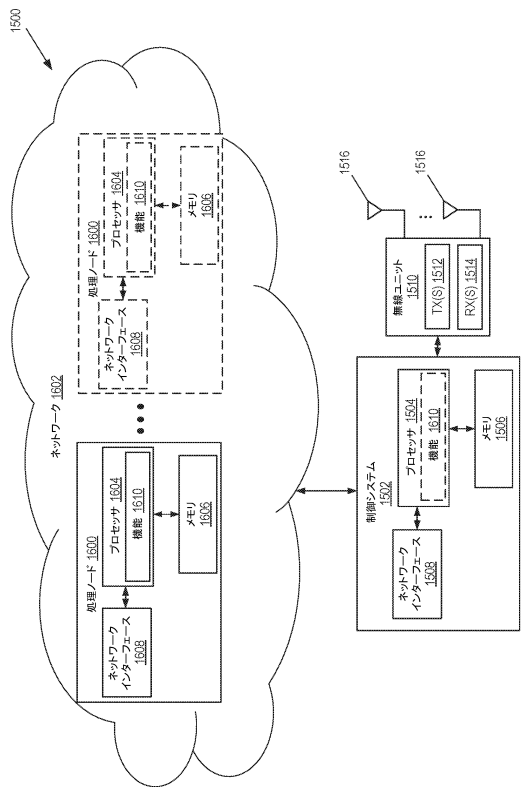 1500
ネットワーク 1602
処理ノード 1600
プロセッサ
1604
機能 1610
メモリ
1606
ネットワーク
インターフェース
1608
処理ノード 1600
プロセッサ
1604
機能 1610
メモリ
1606
ネットワーク
インターフェース
1608
制御システム
1502
プロセッサ
1504
機能 1610
メモリ
1506
ネットワーク
インターフェース
1508
無線ユニット
1510
TX(S) 1512
RX(S) 1514
1516
1516